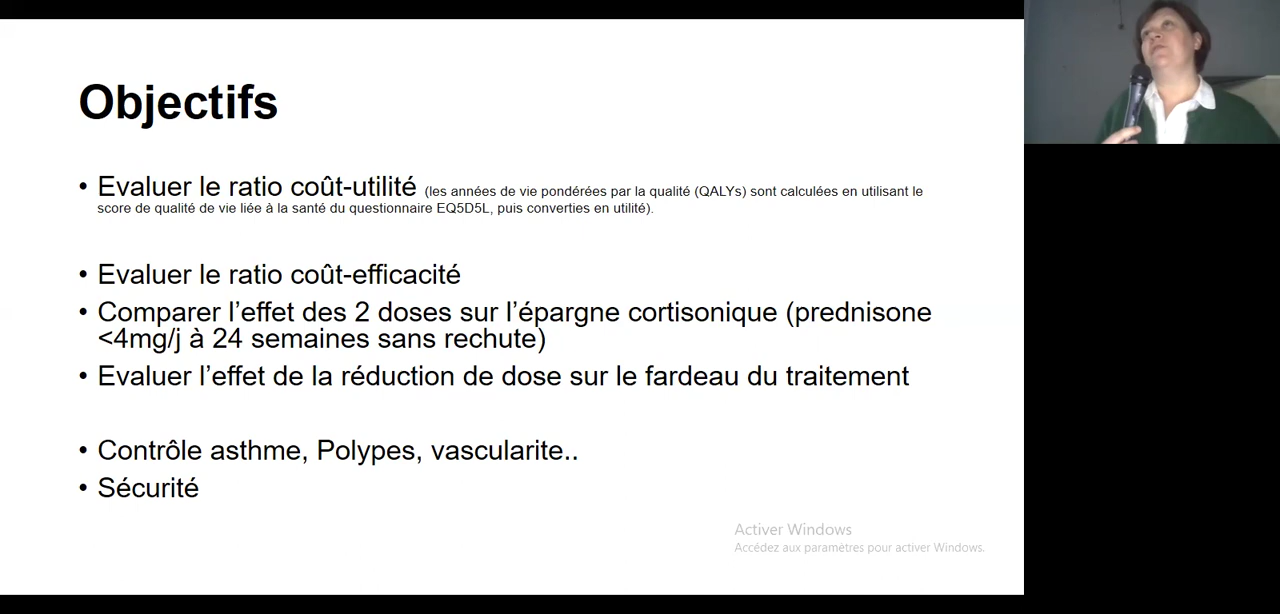 Objectifs
• Evaluer le ratio coût-utilité (les années de vie pondérées par la qualité (QALYs) sont calculées en utilisant le
score de qualité de vie liée à la santé du questionnaire EQ5D5L, puis converties en utilité).
• Evaluer le ratio coût-efficacité
• Comparer l’effet des 2 doses sur l’épargne cortisonique (prednisone
<4mg/j à 24 semaines sans rechute)
• Evaluer l’effet de la réduction de dose sur le fardeau du traitement
• Contrôle asthme, Polypes, vascularite..
• Sécurité
Activer Windows
Accédez aux paramètres pour activer Windows.